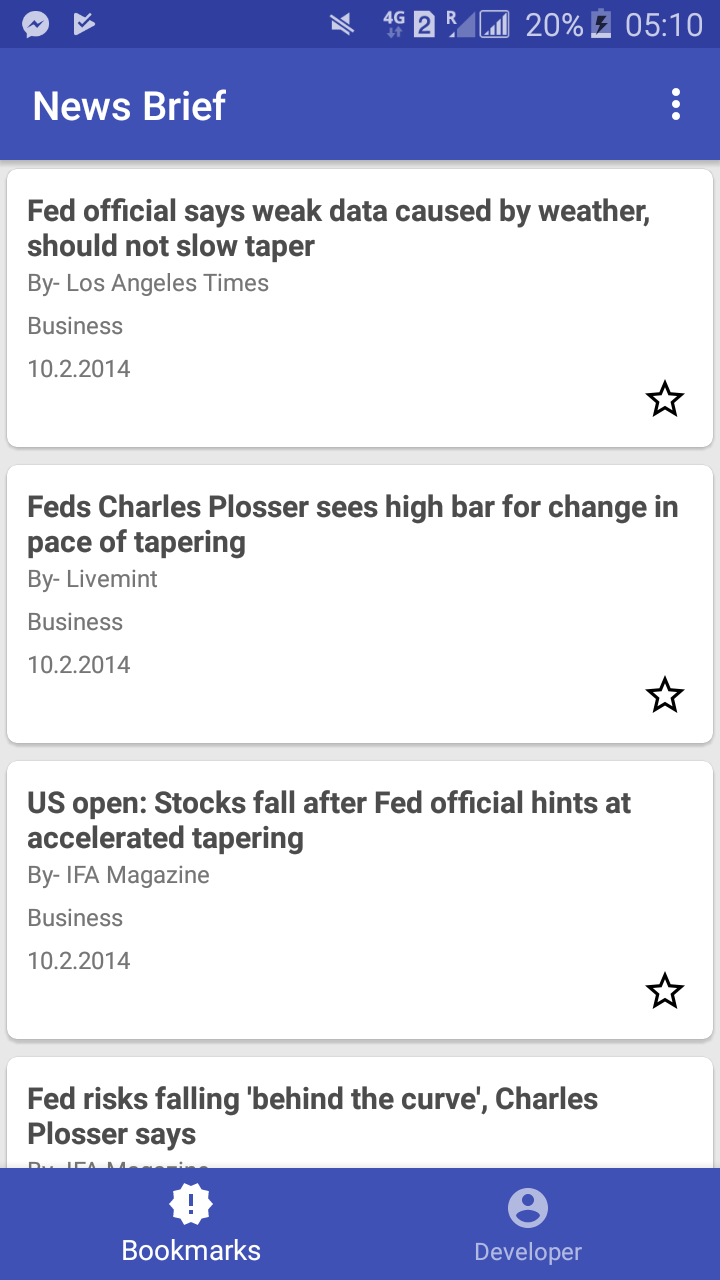 4G 2 R 20% 05:10
News Brief
Fed official says weak data caused by weather,
should not slow taper
By- Los Angeles Times
Business
10.2.2014
Feds Charles Plosser sees high bar for change in
pace of tapering
By- Livemint
Business
10.2.2014
US open: Stocks fall after Fed official hints at
accelerated tapering
By- IFA Magazine
Business
10.2.2014
Fed risks falling 'behind the curve', Charles
Plosser says
By- IFA Magazine
Bookmarks
Developer